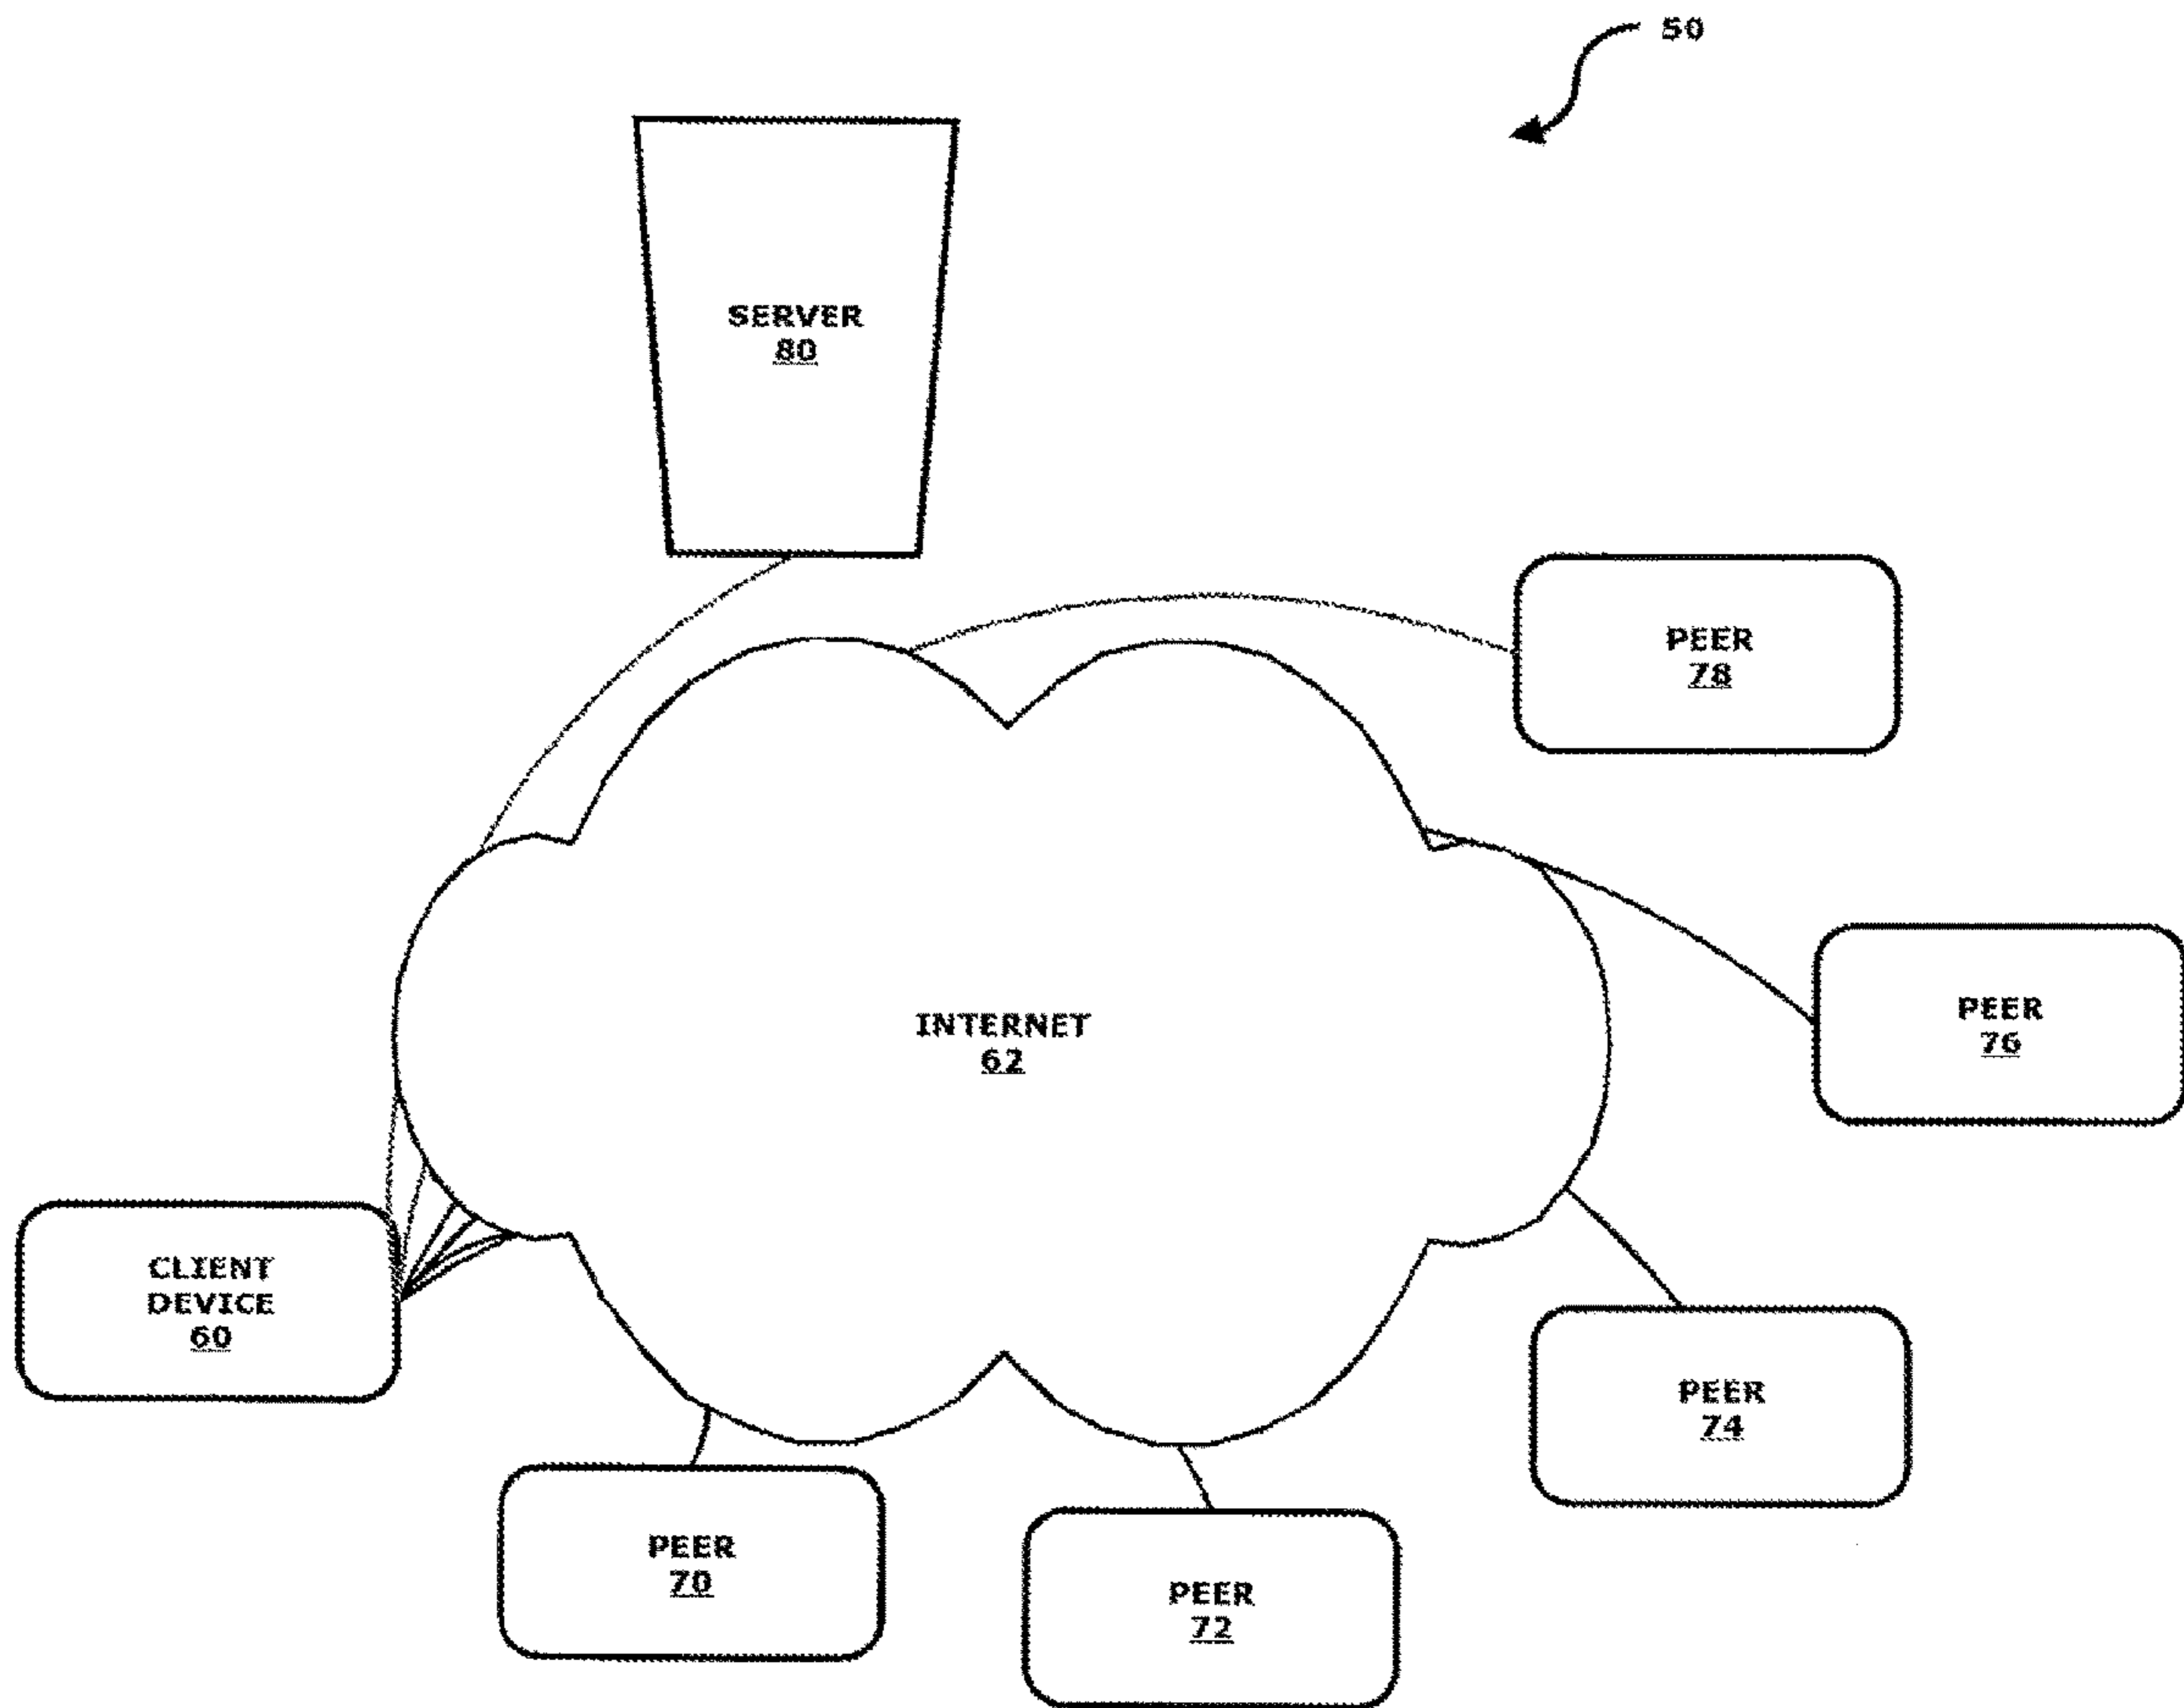 50
SERVER
80
PEER
78
INTERNET
62
PEER
76
CLIENT
DEVICE
60
PEER
74
PEER
70
PEER
72